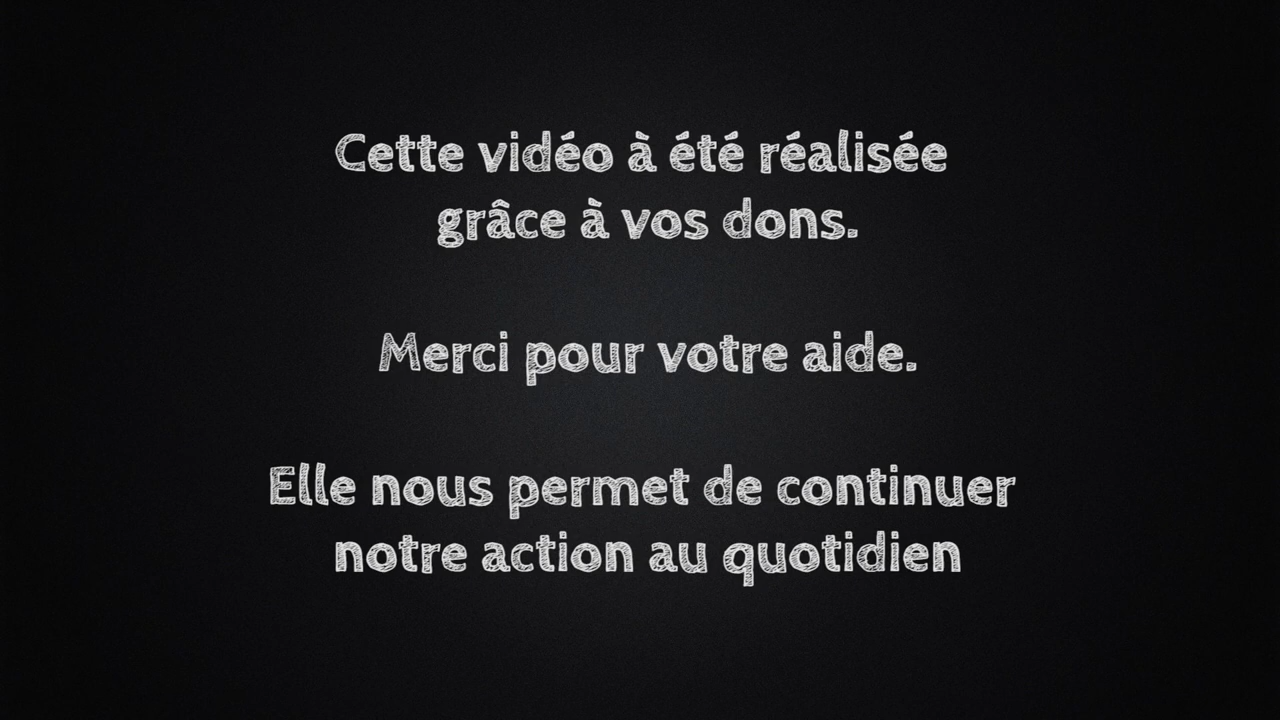 Cette vidéo à été réalisée
grâce à vos dons.
Merci pour votre aide.
Elle nous permet de continuer
notre action au quotidien